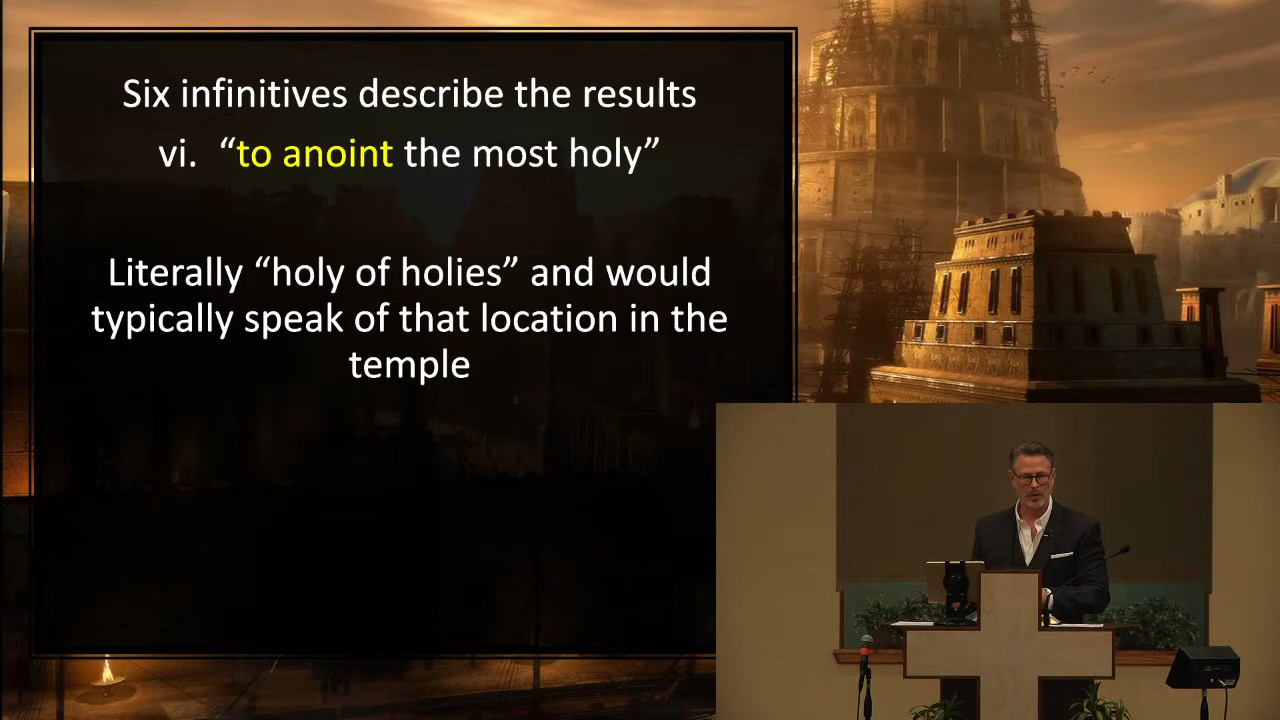 Six infinitives describe the results
vi. “to anoint the most holy”
Literally “holy of holies” and would
typically speak of that location in the
temple